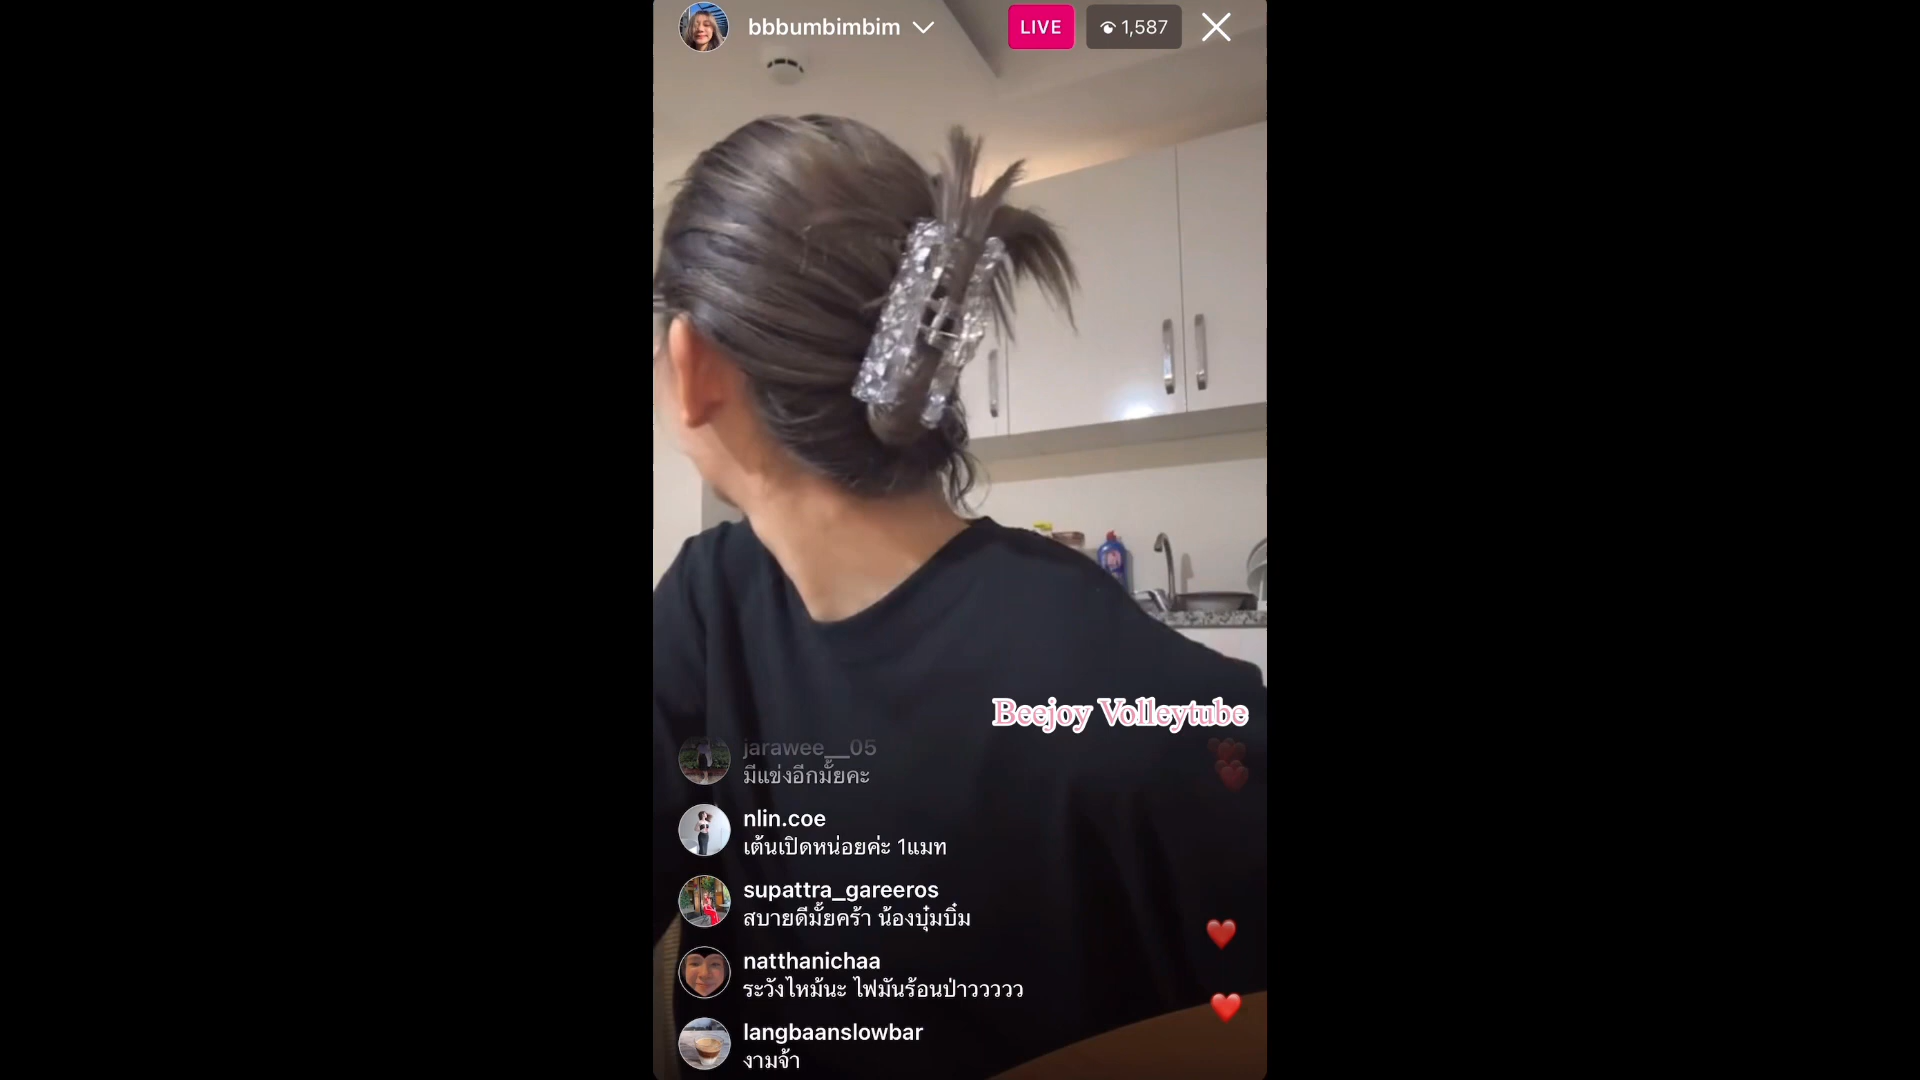 bbbumbimbim
LIVE
1,587
Beejoy Volleytube
jarawee__05
มีแข่งอีกมั้ยคะ
nlin.coe
เต้นเปิดหน่อยค่ะ 1แมท
supattra_gareeros
สบายดีมั้ยคร้า น้องบุ๋มบิ๋ม
natthanichaa
ระวังไหม้นะ ไฟมันร้อนป่าววววว
langbaanslowbar
งามจ้า